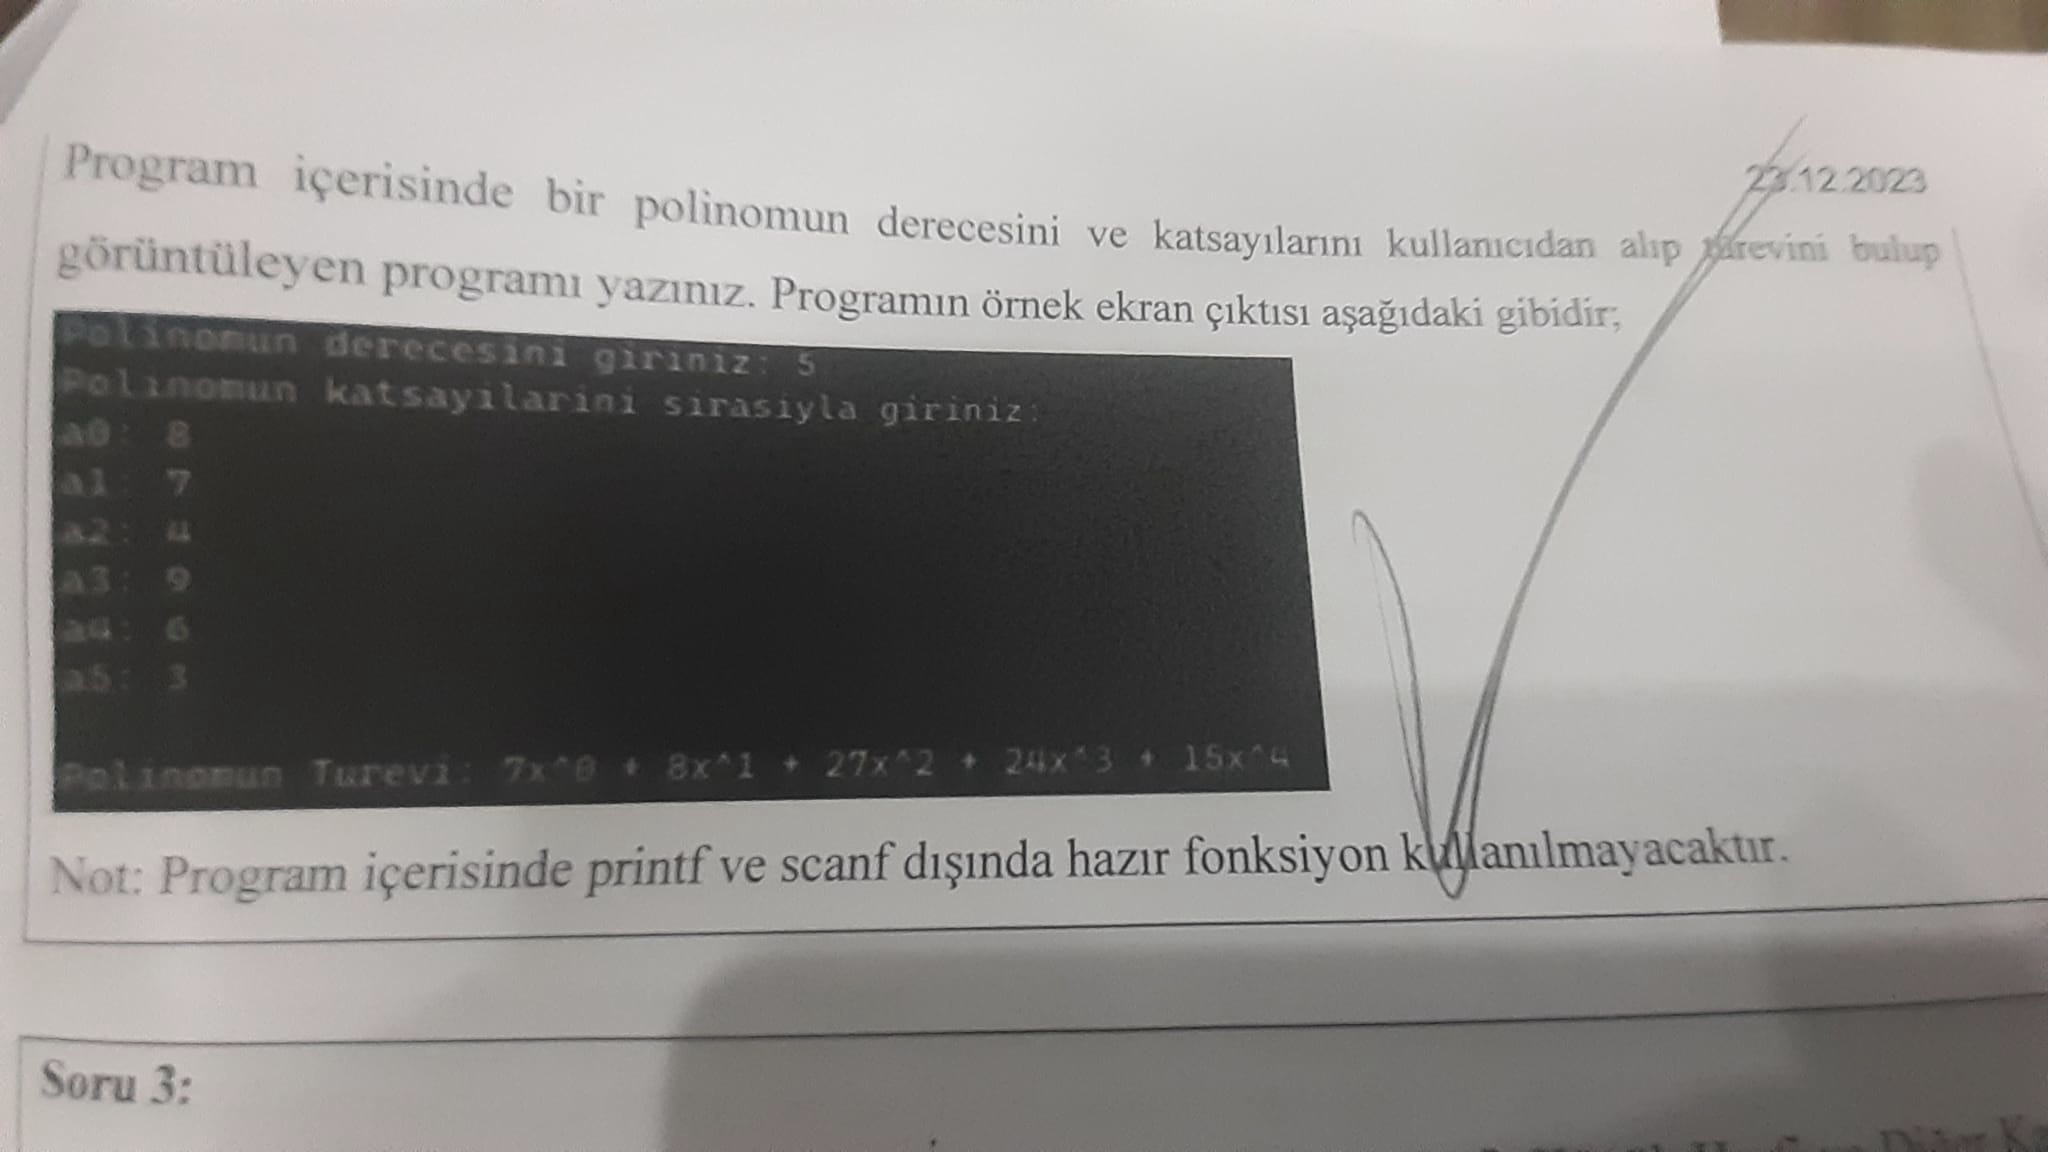 23.12.2023
Program içerisinde bir polinomun derecesini ve katsayılarını kullanıcıdan alıp türevini bulup
görüntüleyen programı yazınız. Programın örnek ekran çıktısı aşağıdaki gibidir;
Polinomun derecesini giriniz: 5
Polinomun katsayilarini sirasiyla giriniz:
a0: 8
a1: 7
a2: 4
a3: 9
a4: 6
a5: 3
Polinomun Turevi: 7x^0 + 8x^1 + 27x^2 + 24x^3 + 15x^4
Not: Program içerisinde printf ve scanf dışında hazır fonksiyon kullanılmayacaktır.
Soru 3: